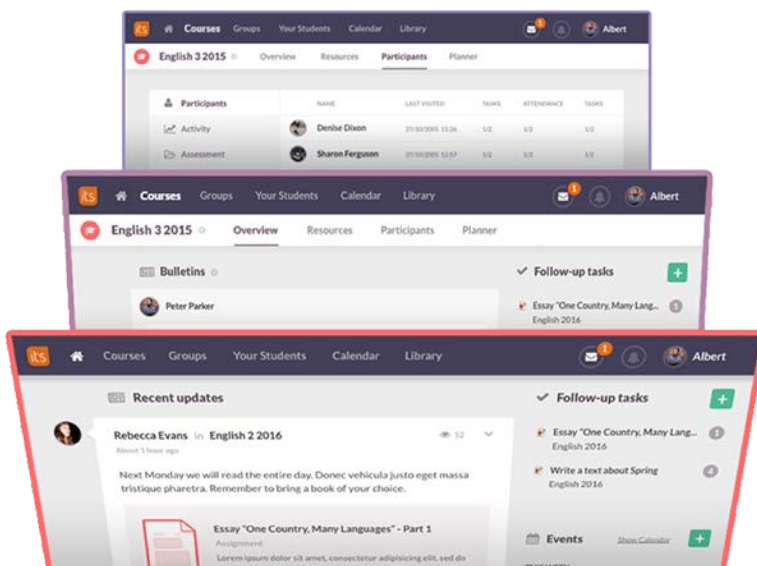 its Courses Groups Your Students Calendar Library 1 Albert
English 3 2015 Overview Resources Participants Planner
Participants NAME LAST VISITED TASKS ATTENDANCE TASKS
Activity Denise Dixon 1/2 1/2 1/2
Assessment Sharon Ferguson 1/2 1/2 1/2
its Courses Groups Your Students Calendar Library 1 Albert
English 3 2015 Overview Resources Participants Planner
Bulletins Follow-up tasks +
Peter Parker Essay "One Country, Many Lang... 1
English 2016
its Courses Groups Your Students Calendar Library 1 Albert
Recent updates Follow-up tasks +
Rebecca Evans in English 2 2016 52 Essay "One Country, Many Lang... 1
About 1 hour ago English 2016
Next Monday we will read the entire day. Donec vehicula justo eget massa Write a text about Spring 4
tristique pharetra. Remember to bring a book of your choice. English 2016
Essay "One Country, Many Languages" - Part 1
Assignment Events Show Calendar +
Lorem ipsum dolor sit amet, consectetur adipisicing elit, sed do